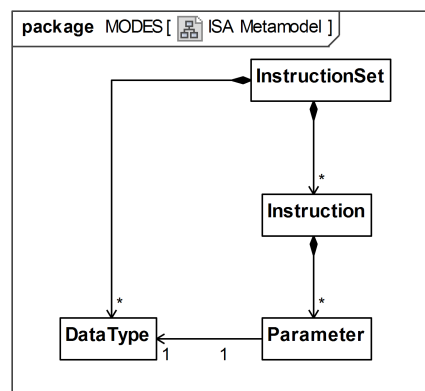 package MODES [ ISA Metamodel ]
InstructionSet
*
Instruction
* *
DataType Parameter
1 1